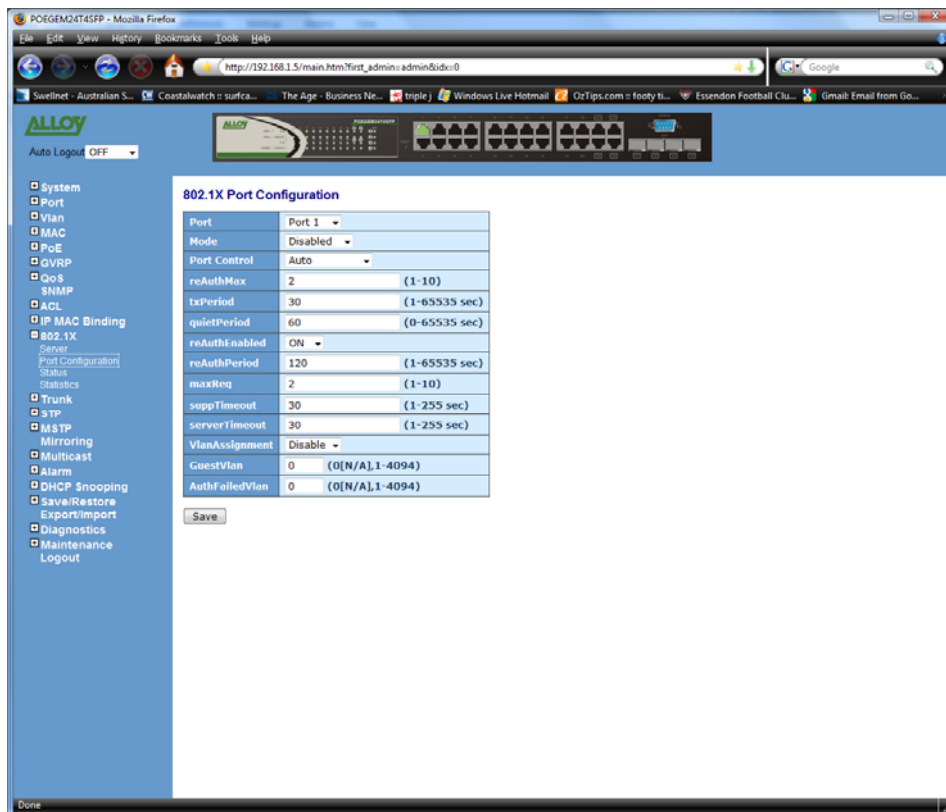 POEGEM24T4SFP - Mozilla Firefox
File Edit View History Bookmarks Tools Help
http://192.168.1.5/main.htm?first_admin=admin&idx=0
Google
Swellnet - Australian S... Coastalwatch :: surfca... The Age - Business Ne... triple j Windows Live Hotmail OzTips.com :: footy ti... Essendon Football Clu... Gmail: Email from Go...
ALLOY
Auto Logout OFF
ALLOY
POEGEM24T4SFP
System
Port
Vlan
MAC
PoE
GVRP
QoS
SNMP
ACL
IP MAC Binding
802.1X
Server
Port Configuration
Status
Statistics
Trunk
STP
MSTP
Mirroring
Multicast
Alarm
DHCP Snooping
Save/Restore
Export/Import
Diagnostics
Maintenance
Logout
802.1X Port Configuration
Port Port 1
Mode Disabled
Port Control Auto
reAuthMax 2 (1-10)
txPeriod 30 (1-65535 sec)
quietPeriod 60 (0-65535 sec)
reAuthEnabled ON
reAuthPeriod 120 (1-65535 sec)
maxReq 2 (1-10)
suppTimeout 30 (1-255 sec)
serverTimeout 30 (1-255 sec)
VlanAssignment Disable
GuestVlan 0 (0[N/A],1-4094)
AuthFailedVlan 0 (0[N/A],1-4094)
Save
Done